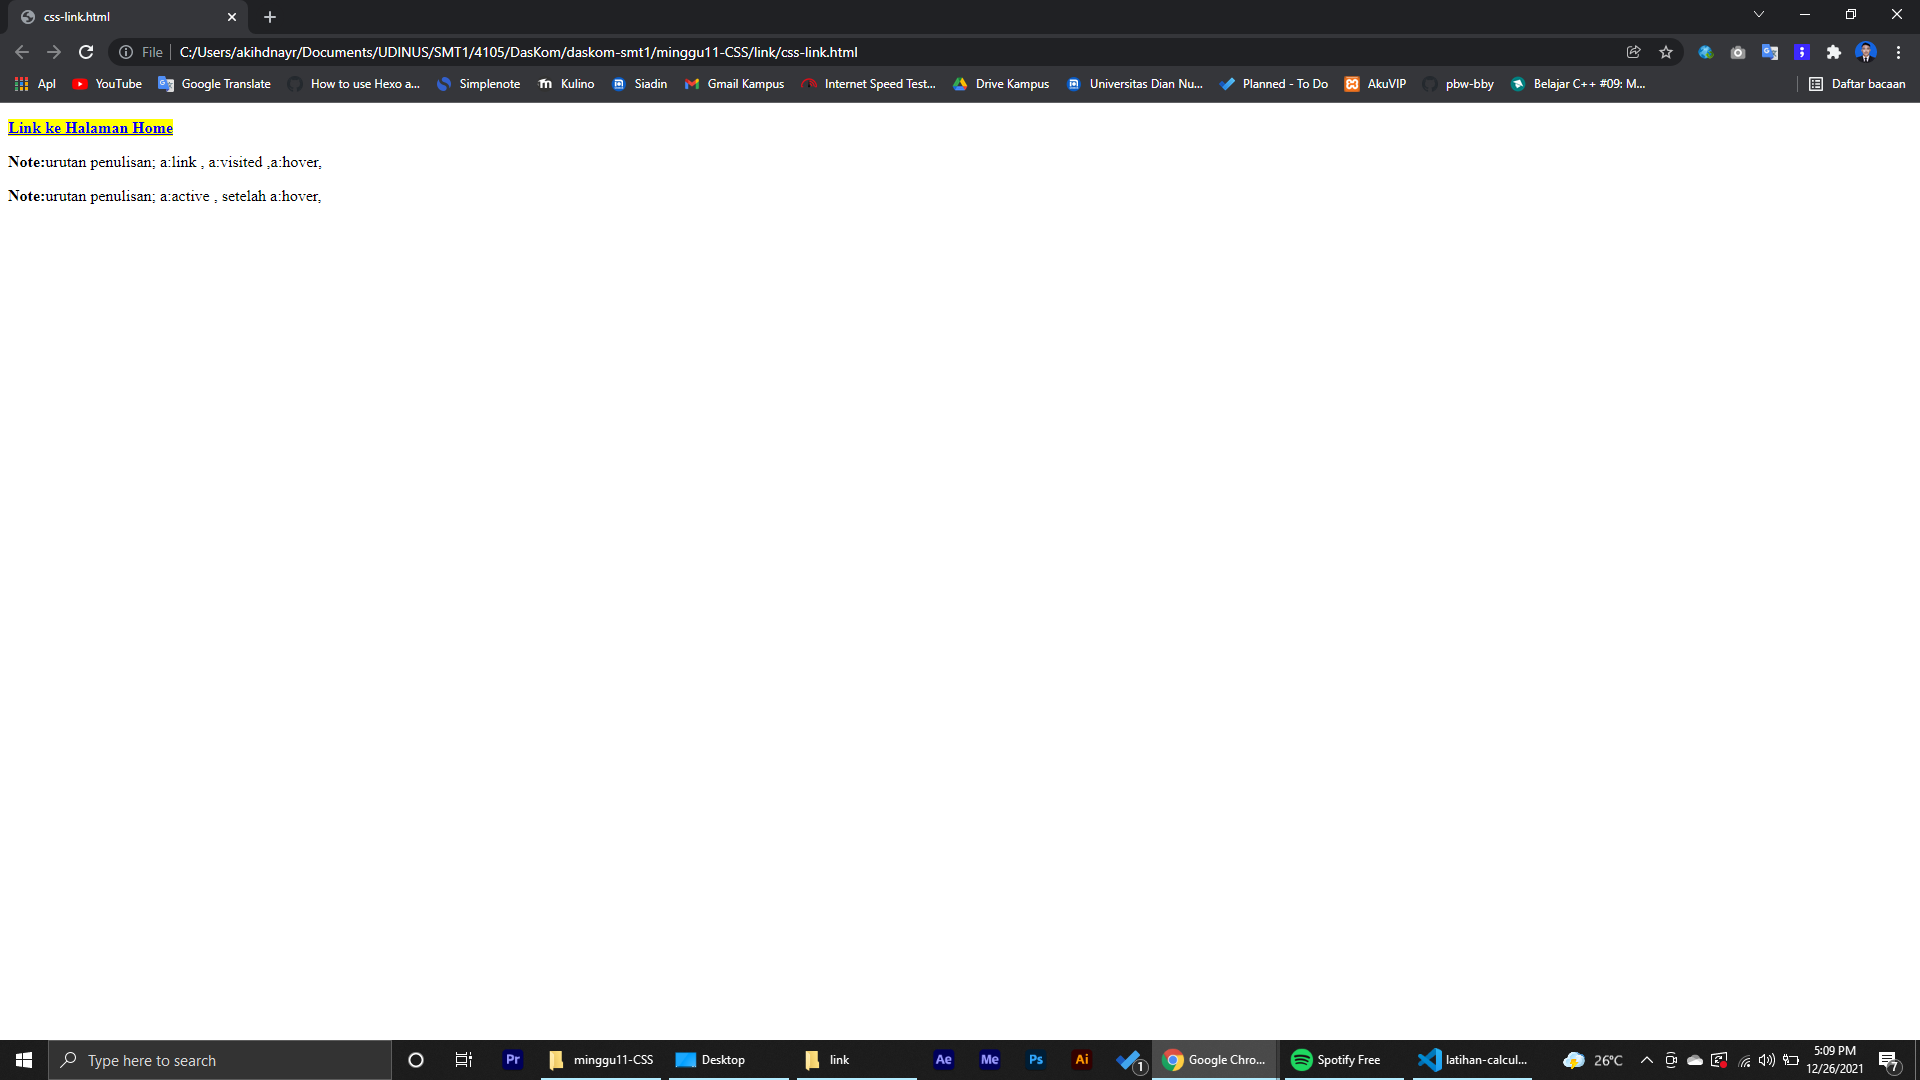 css-link.html
File C:/Users/akihdnayr/Documents/UDINUS/SMT1/4105/DasKom/daskom-smt1/minggu11-CSS/link/css-link.html
Apl YouTube Google Translate How to use Hexo a... Simplenote Kulino Siadin Gmail Kampus Internet Speed Test... Drive Kampus Universitas Dian Nu... Planned - To Do AkuVIP pbw-bby Belajar C++ #09: M... Daftar bacaan
Link ke Halaman Home
Note:urutan penulisan; a:link , a:visited ,a:hover,
Note:urutan penulisan; a:active , setelah a:hover,
Type here to search Pr minggu11-CSS Desktop link Ae Me Ps Ai 1 Google Chro... Spotify Free latihan-calcul... 26°C 5:09 PM 7
12/26/2021